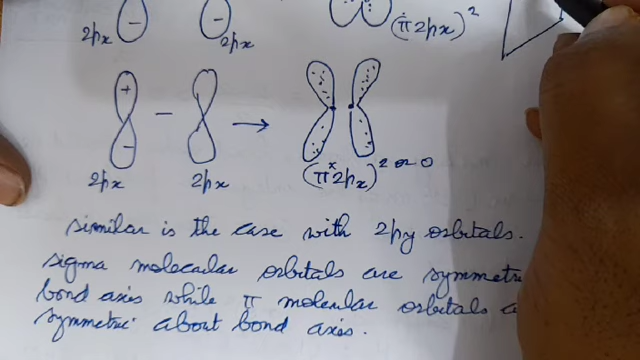 − −
2px 2px (π2px)²
+ −
− →
2px 2px (π*2px)² or 0
similar is the case with 2py orbitals.
sigma molecular orbitals are symmetr
bond axis while π molecular orbitals a
symmetric about bond axis.